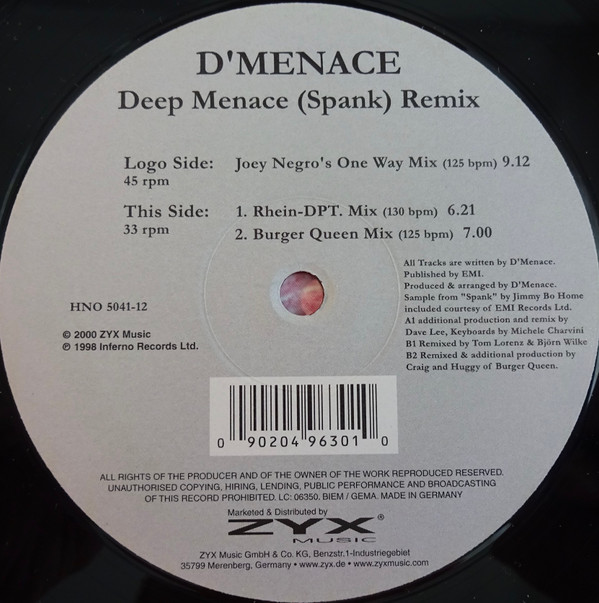 D'MENACE
Deep Menace (Spank) Remix
Logo Side: Joey Negro's One Way Mix (125 bpm) 9.12
45 rpm
This Side: 1. Rhein-DPT. Mix (130 bpm) 6.21
33 rpm
2. Burger Queen Mix (125 bpm) 7.00
All Tracks are written by D'Menace.
Published by EMI.
Produced & arranged by D'Menace.
Sample from "Spank" by Jimmy Bo Home
included courtesy of EMI Records Ltd.
A1 additional production and remix by
Dave Lee, Keyboards by Michele Charvini
B1 Remixed by Tom Lorenz & Björn Wilke
B2 Remixed & additional production by
Craig and Huggy of Burger Queen.
HNO 5041-12
© 2000 ZYX Music
℗ 1998 Inferno Records Ltd.
0 90204 96301 0
ALL RIGHTS OF THE PRODUCER AND OF THE OWNER OF THE WORK REPRODUCED RESERVED.
UNAUTHORISED COPYING, HIRING, LENDING, PUBLIC PERFORMANCE AND BROADCASTING
OF THIS RECORD PROHIBITED. LC: 06350. BIEM / GEMA. MADE IN GERMANY
Marketed & Distributed by
ZYX®
MUSIC
ZYX Music GmbH & Co. KG, Benzstr.1-Industriegebiet
35799 Merenberg, Germany • www.zyx.de • www.zyxmusic.com